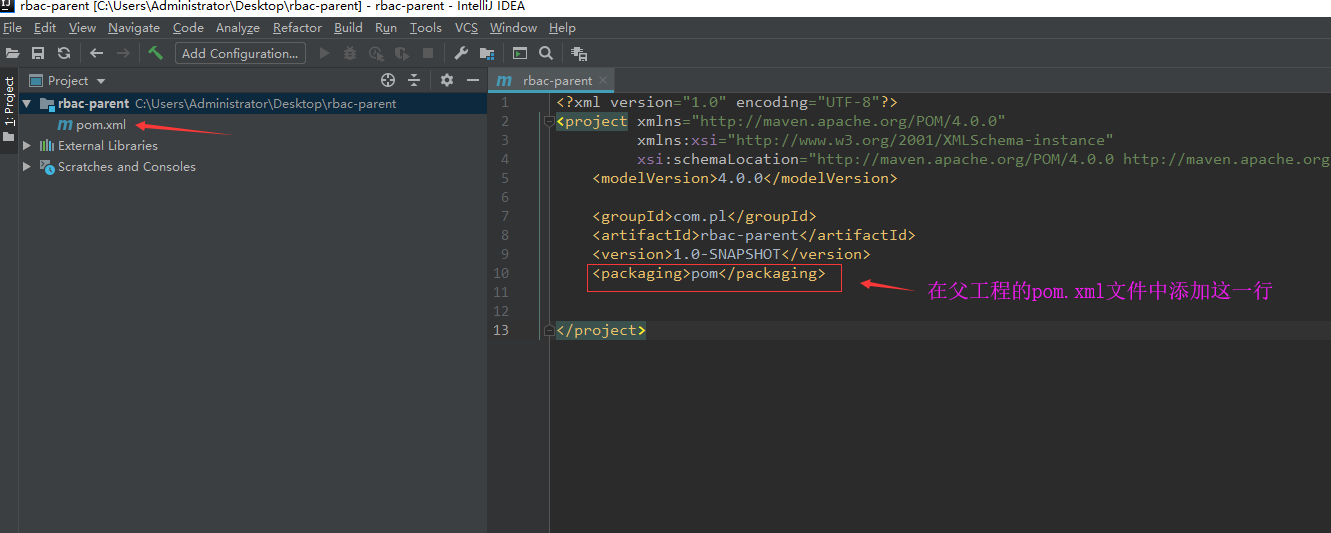 rbac-parent [C:\Users\Administrator\Desktop\rbac-parent] - rbac-parent - IntelliJ IDEA
File Edit View Navigate Code Analyze Refactor Build Run Tools VCS Window Help
Add Configuration...
1: Project
Project
rbac-parent C:\Users\Administrator\Desktop\rbac-parent
pom.xml
External Libraries
Scratches and Consoles
rbac-parent
1 <?xml version="1.0" encoding="UTF-8"?>
2 <project xmlns="http://maven.apache.org/POM/4.0.0"
3 xmlns:xsi="http://www.w3.org/2001/XMLSchema-instance"
4 xsi:schemaLocation="http://maven.apache.org/POM/4.0.0 http://maven.apache.org
5 <modelVersion>4.0.0</modelVersion>
6
7 <groupId>com.pl</groupId>
8 <artifactId>rbac-parent</artifactId>
9 <version>1.0-SNAPSHOT</version>
10 <packaging>pom</packaging>
11
12
13 </project>
在父工程的pom.xml文件中添加这一行